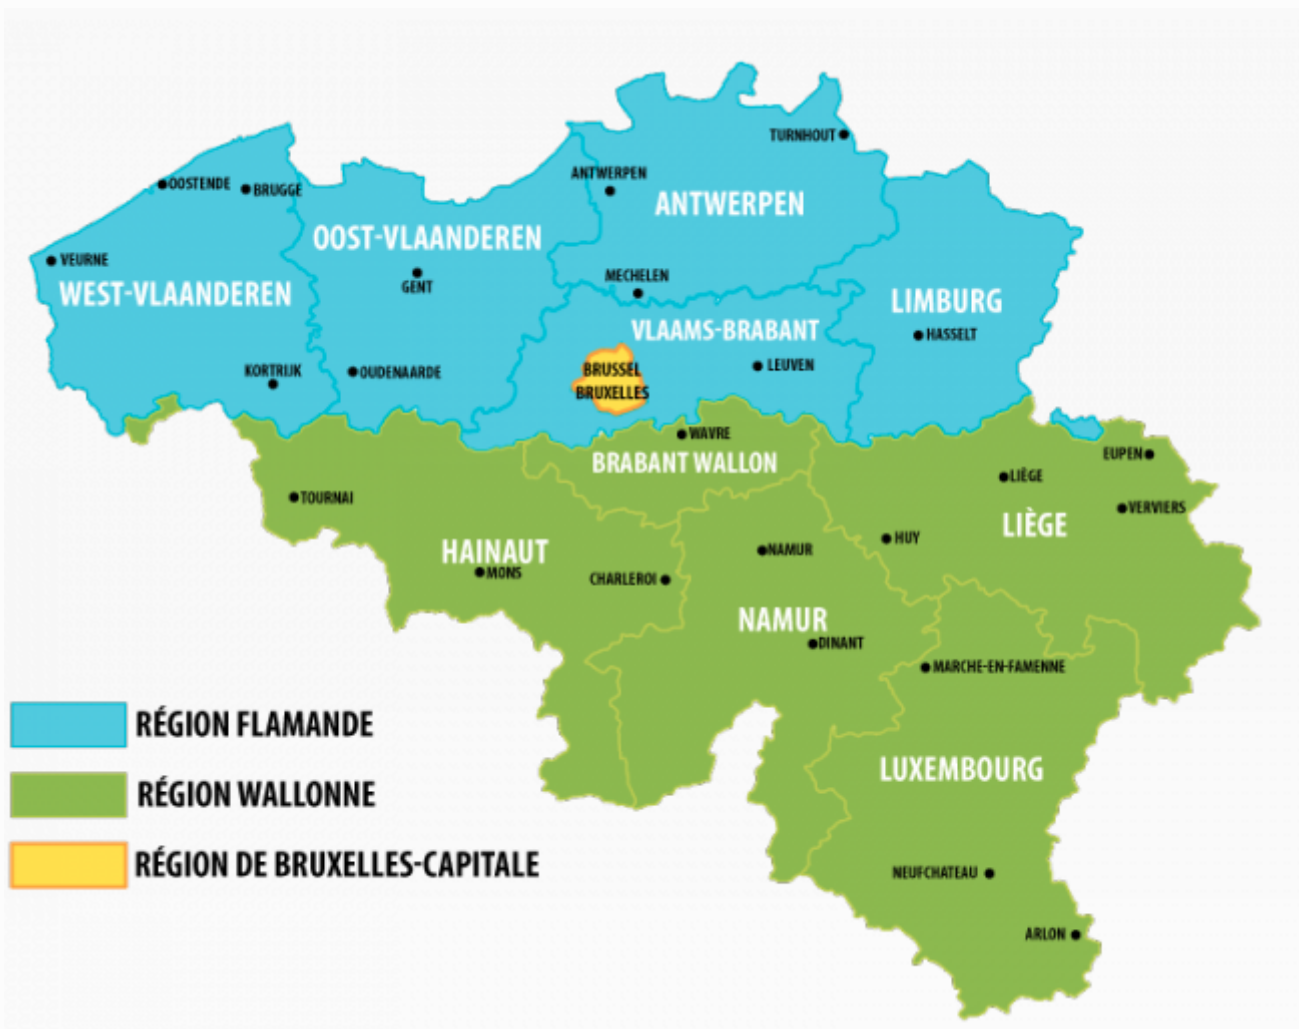 TURNHOUT
ANTWERPEN
OOSTENDE
BRUGGE
ANTWERPEN
OOST-VLAANDEREN
VEURNE
GENT
MECHELEN
WEST-VLAANDEREN
LIMBURG
VLAAMS-BRABANT
HASSELT
KORTRIJK
OUDENAARDE
BRUSSEL
BRUXELLES
LEUVEN
WAVRE
BRABANT WALLON
EUPEN
LIÈGE
TOURNAI
VERVIERS
LIÈGE
HUY
HAINAUT
MONS
CHARLEROI
NAMUR
NAMUR
DINANT
MARCHE-EN-FAMENNE
RÉGION FLAMANDE
LUXEMBOURG
RÉGION WALLONNE
RÉGION DE BRUXELLES-CAPITALE
NEUFCHATEAU
ARLON